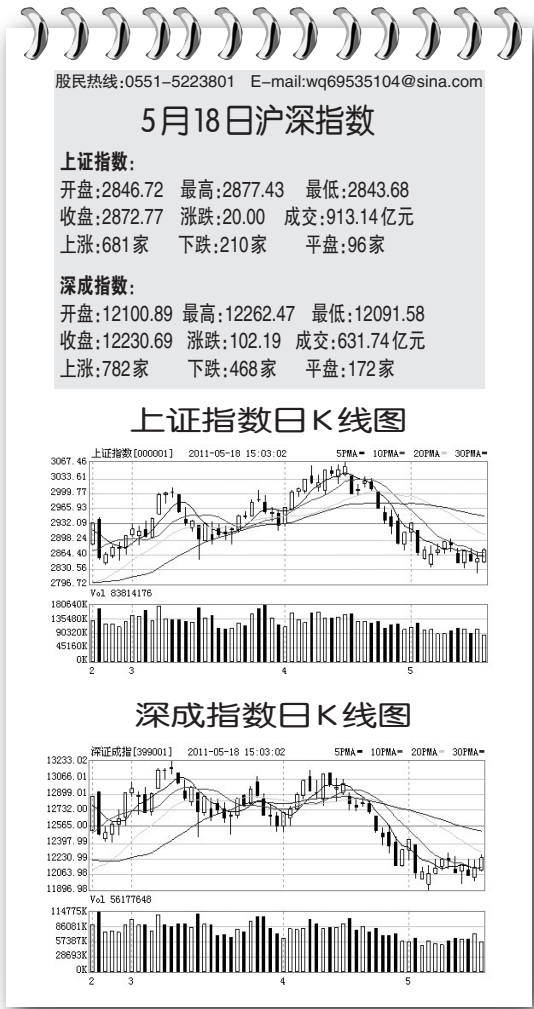 股民热线:0551-5223801 E-mail:wq69535104@sina.com
5月18日沪深指数
上证指数:
开盘:2846.72 最高:2877.43 最低:2843.68
收盘:2872.77 涨跌:20.00 成交:913.14亿元
上涨:681家 下跌:210家 平盘:96家
深成指数:
开盘:12100.89 最高:12262.47 最低:12091.58
收盘:12230.69 涨跌:102.19 成交:631.74亿元
上涨:782家 下跌:468家 平盘:172家
上证指数日K线图
上证指数[000001] 2011-05-18 15:03:02 5PMA 10PMA 20PMA 30PMA
3067.46
3033.61
2999.77
2965.93
2932.09
2898.24
2864.40
2830.56
2796.72
Vol 83814176
180640K
135480K
90320K
45160K
0K
2 3 4 5
深成指数日K线图
深证成指[399001] 2011-05-18 15:03:02 5PMA 10PMA 20PMA 30PMA
13233.02
13066.01
12899.01
12732.00
12565.00
12397.99
12230.99
12063.98
11896.98
Vol 56177648
114775K
86081K
57387K
28693K
0K
2 3 4 5